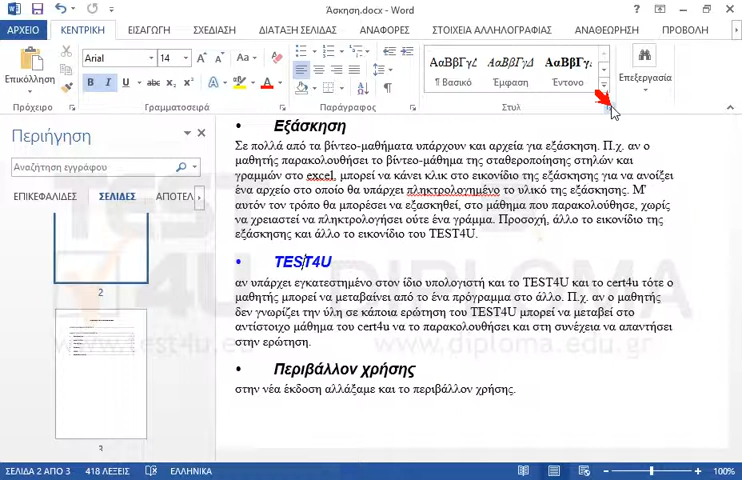 Άσκηση.docx - Word
ΑΡΧΕΙΟ ΚΕΝΤΡΙΚΗ ΕΙΣΑΓΩΓΗ ΣΧΕΔΙΑΣΗ ΔΙΑΤΑΞΗ ΣΕΛΙΔΑΣ ΑΝΑΦΟΡΕΣ ΣΤΟΙΧΕΙΑ ΑΛΛΗΛΟΓΡΑΦΙΑΣ ΑΝΑΘΕΩΡΗΣΗ ΠΡΟΒΟΛΗ
Arial 14
Επικόλληση
ΑαΒβΓγΔ ΑαΒβΓγΔ ΑαΒβΓγ
¶ Βασικό Έμφαση Έντονο
Επεξεργασία
Πρόχειρο Γραμματοσειρά Παράγραφος Στυλ
Περιήγηση
Αναζήτηση εγγράφου
ΕΠΙΚΕΦΑΛΙΔΕΣ ΣΕΛΙΔΕΣ ΑΠΟΤΕΛ
2
3
• Εξάσκηση
Σε πολλά από τα βίντεο-μαθήματα υπάρχουν και αρχεία για εξάσκηση. Π.χ. αν ο
μαθητής παρακολουθήσει το βίντεο-μάθημα της σταθεροποίησης στηλών και
γραμμών στο excel, μπορεί να κάνει κλικ στο εικονίδιο της εξάσκησης για να ανοίξει
ένα αρχείο στο οποίο θα υπάρχει πληκτρολογημένο το υλικό της εξάσκησης. Μ'
αυτόν τον τρόπο θα μπορέσει να εξασκηθεί, στο μάθημα που παρακολούθησε, χωρίς
να χρειαστεί να πληκτρολογήσει ούτε ένα γράμμα. Προσοχή, άλλο το εικονίδιο της
εξάσκησης και άλλο το εικονίδιο του TEST4U.
• TEST4U
αν υπάρχει εγκατεστημένο στον ίδιο υπολογιστή και το TEST4U και το cert4u τότε ο
μαθητής μπορεί να μεταβαίνει από το ένα πρόγραμμα στο άλλο. Π.χ. αν ο μαθητής
δεν γνωρίζει την ύλη σε κάποια ερώτηση του TEST4U μπορεί να μεταβεί στο
αντίστοιχο μάθημα του cert4u να το παρακολουθήσει και στη συνέχεια να απαντήσει
στην ερώτηση.
• Περιβάλλον χρήσης
στην νέα έκδοση αλλάξαμε και το περιβάλλον χρήσης.
ΣΕΛΙΔΑ 2 ΑΠΟ 3 418 ΛΕΞΕΙΣ ΕΛΛΗΝΙΚΑ 100%
TEST
4U DIPLOMA
www.test4u.eu www.diploma.edu.gr